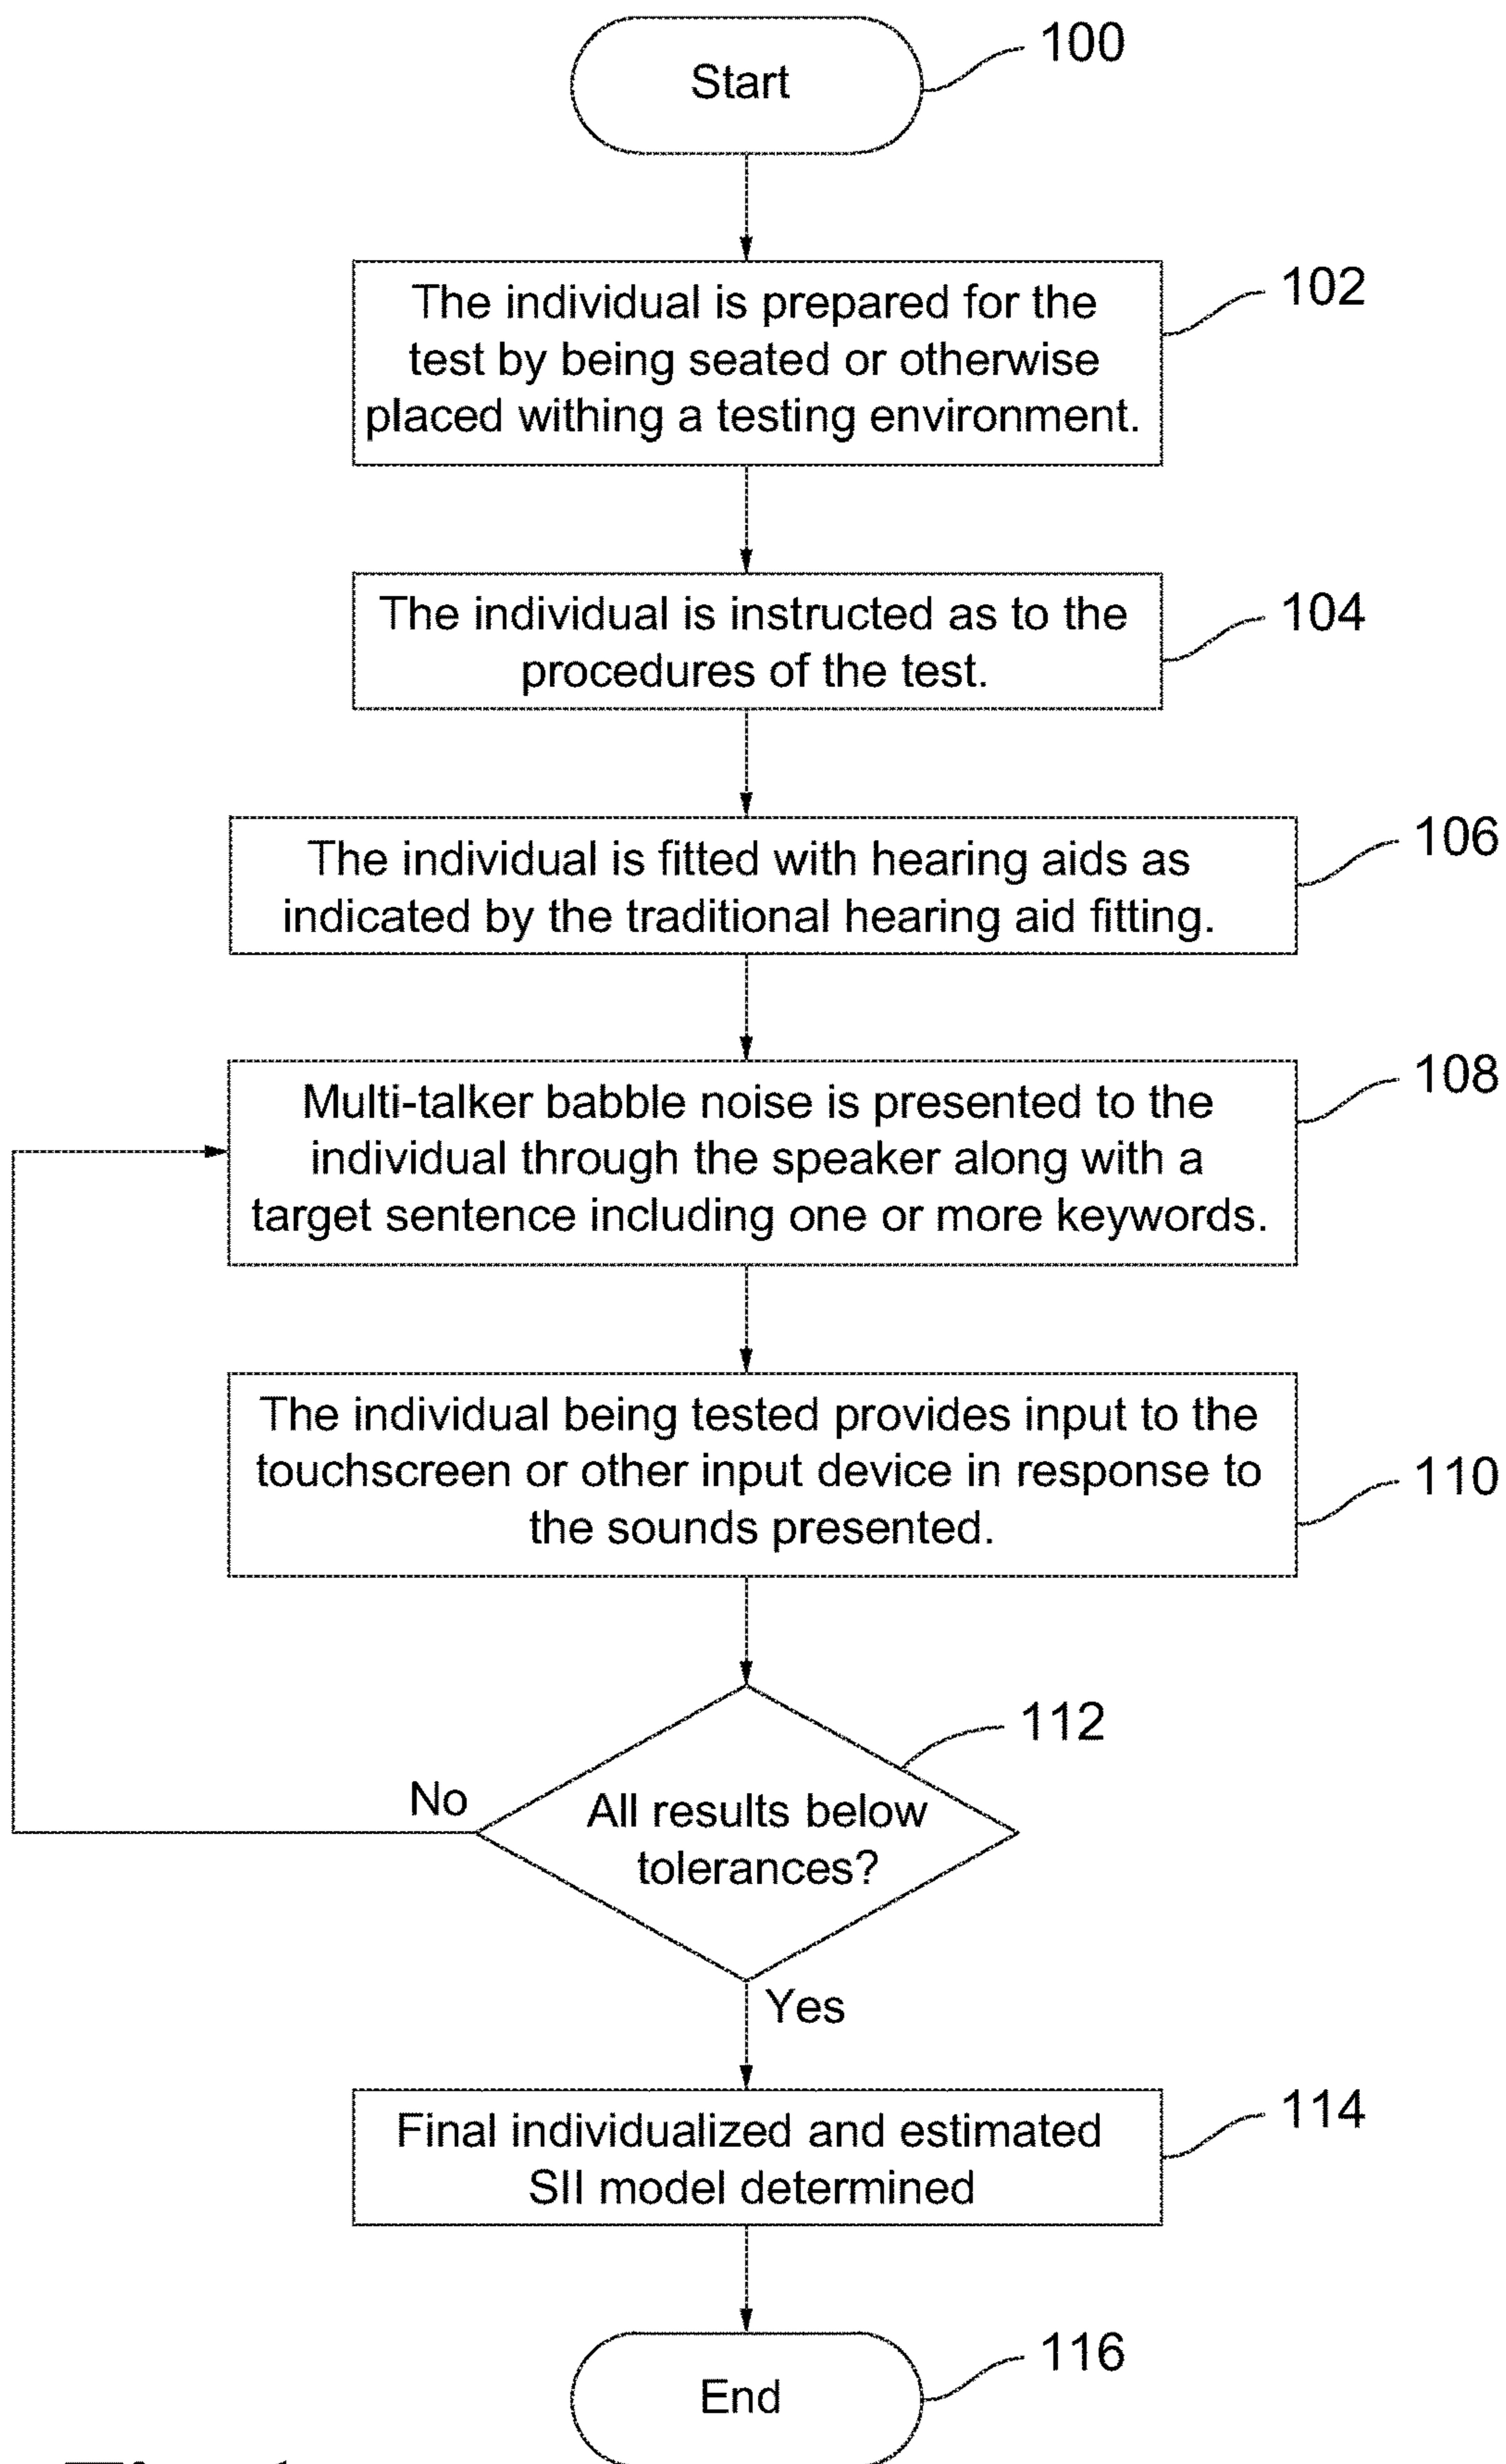 Start
100
The individual is prepared for the
test by being seated or otherwise
placed withing a testing environment.
102
The individual is instructed as to the
procedures of the test.
104
The individual is fitted with hearing aids as
indicated by the traditional hearing aid fitting.
106
Multi-talker babble noise is presented to the
individual through the speaker along with a
target sentence including one or more keywords.
108
The individual being tested provides input to the
touchscreen or other input device in response to
the sounds presented.
110
112
All results below
tolerances?
No
Yes
Final individualized and estimated
SII model determined
114
End
116